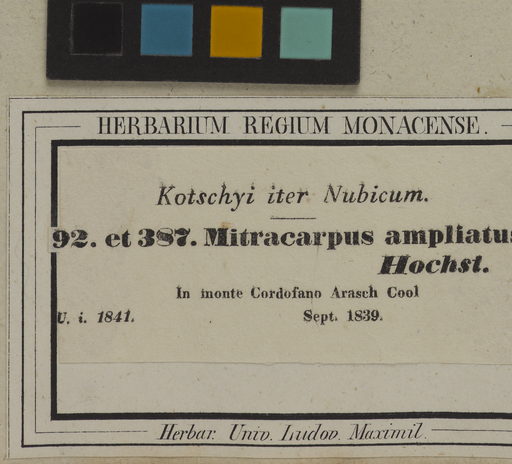 HERBARIUM REGIUM MONACENSE.
Kotschyi iter Nubicum.
92. et 387. Mitracarpus ampliatus
Hochst.
In monte Cordofano Arasch Cool
U. i. 1841. Sept. 1839.
Herbar. Univ. Ludov. Maximil.